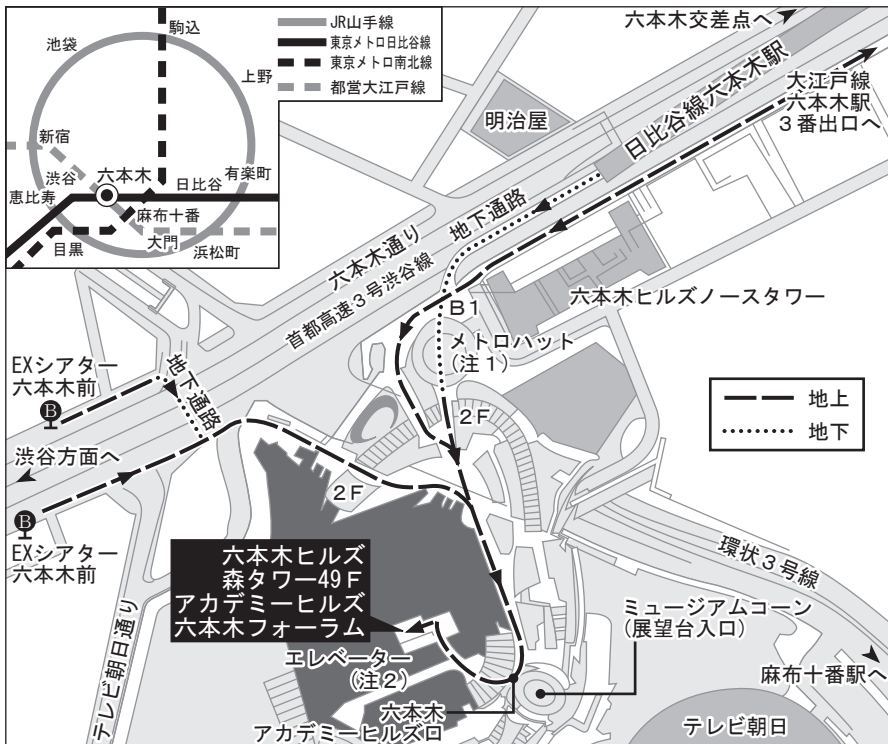 駒込
池袋
上野
新宿
渋谷
六本木
有楽町
日比谷
恵比寿
麻布十番
大門
目黒
浜松町
JR山手線
東京メトロ日比谷線
東京メトロ南北線
都営大江戸線
六本木交差点へ
日比谷線六本木駅
大江戸線
六本木駅
3番出口へ
明治屋
地下通路
六本木通り
首都高速3号渋谷線
六本木ヒルズノースタワー
B1
メトロハット
(注1)
EXシアター
六本木前
B
地下通路
地上
地下
2F
渋谷方面へ
2F
B
EXシアター
六本木前
環状3号線
六本木ヒルズ
森タワー49F
アカデミーヒルズ
六本木フォーラム
ミュージアムコーン
(展望台入口)
エレベーター
(注2)
麻布十番駅へ
テレビ朝日通り
六本木
アカデミーヒルズ口
テレビ朝日